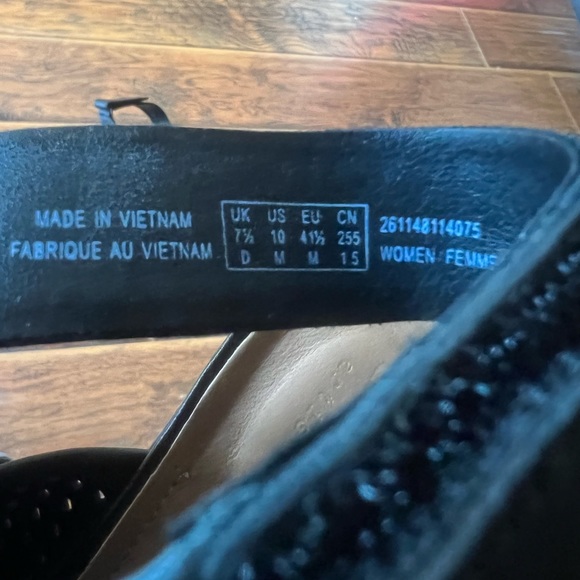 MADE IN VIETNAM
FABRIQUE AU VIETNAM
UK US EU CN
7½ 10 41½ 255
D M M 1 5
261148114075
WOMEN FEMME